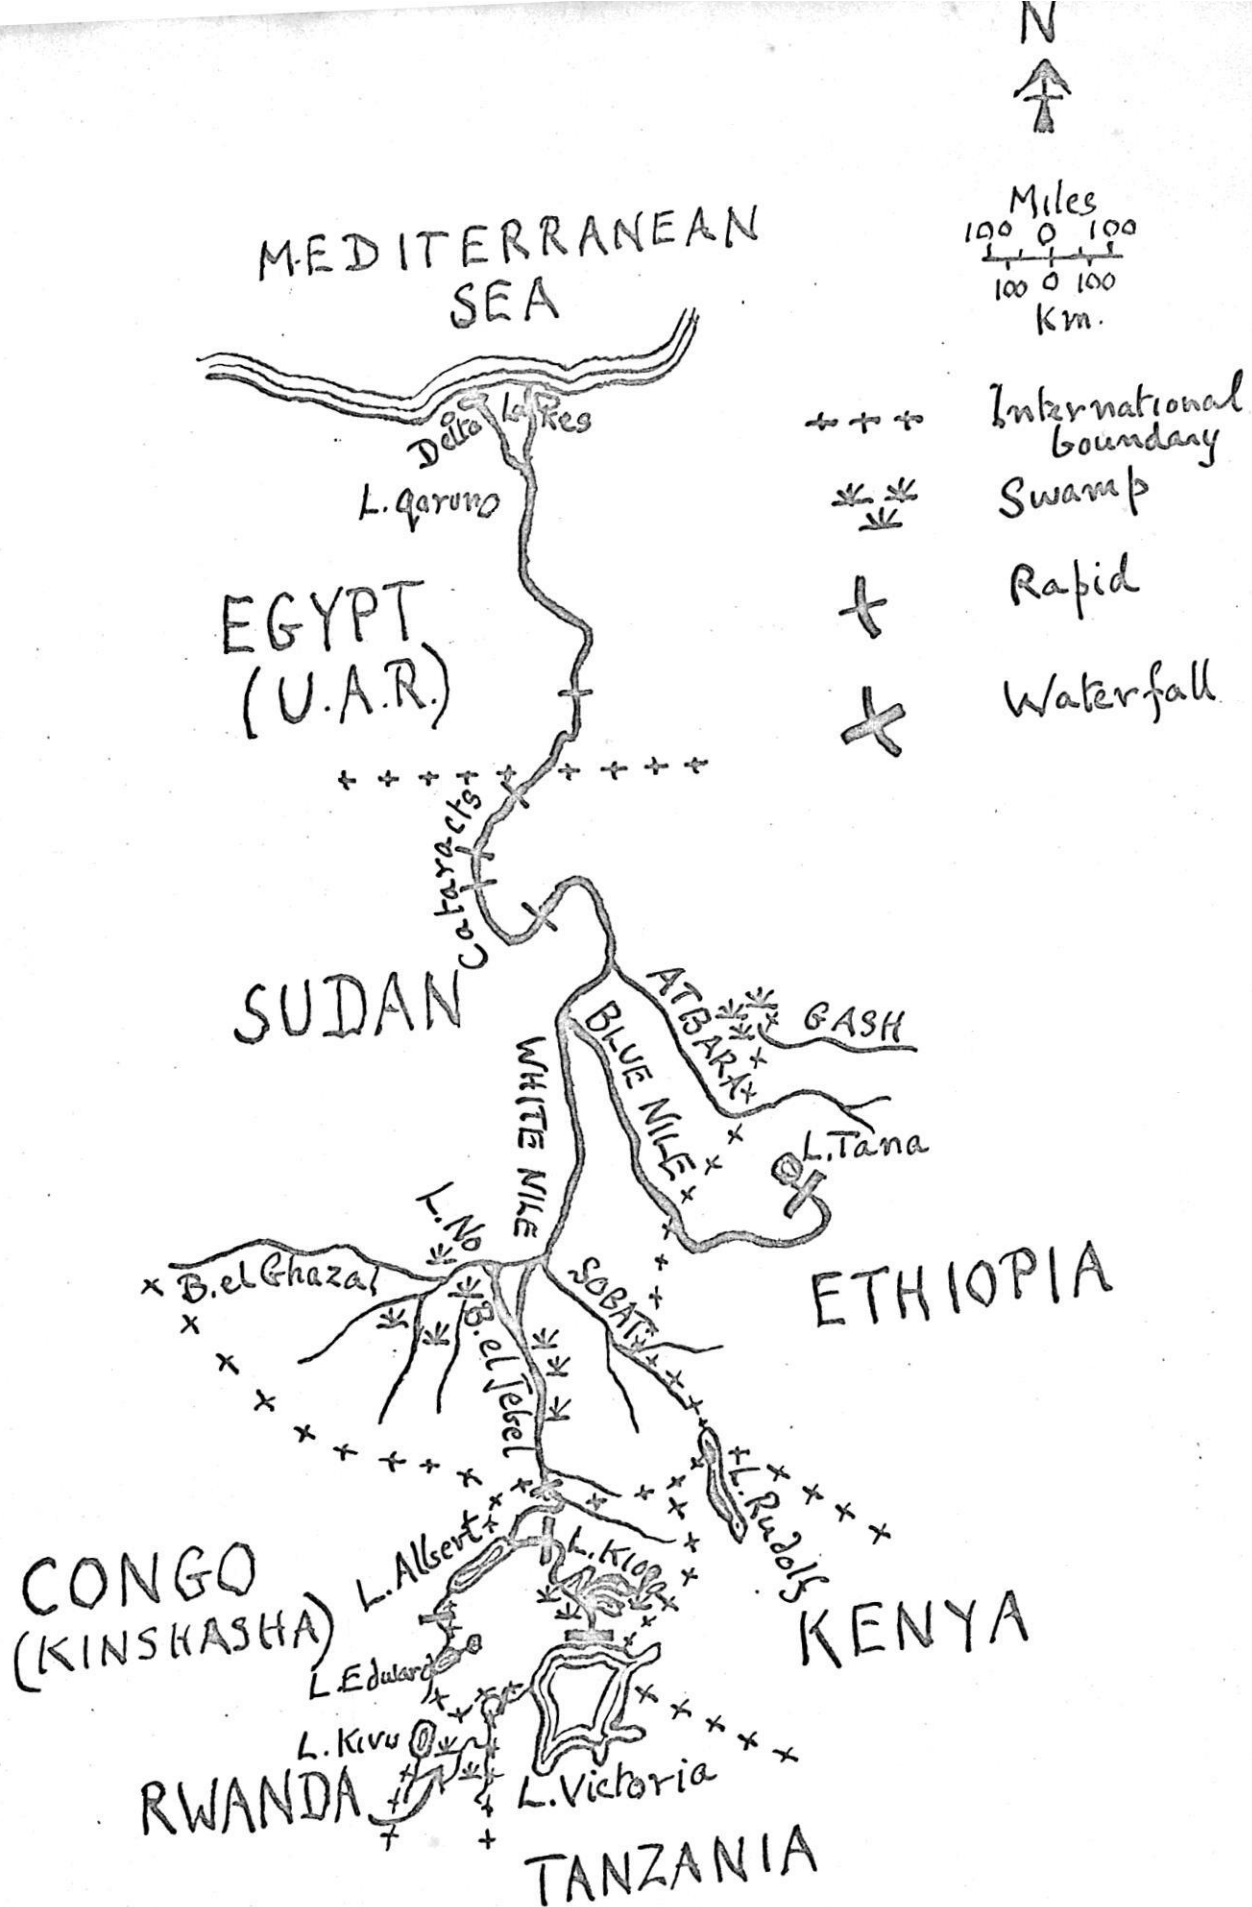 N
Miles
100 0 100
100 0 100
Km.
MEDITERRANEAN
SEA
International
boundary
Swamp
Rapid
Waterfall
Delta Lakes
L. Qarun
EGYPT
(U.A.R.)
Cataracts
SUDAN
ATBARA
GASH
BLUE NILE
WHITE NILE
L. Tana
L. No
B. el Ghazal
SOBAT
ETHIOPIA
B. el Jebel
L. Rudolf
L. Albert
L. Kioga
CONGO
(KINSHASHA)
KENYA
L. Edward
L. Kivu
RWANDA
L. Victoria
TANZANIA